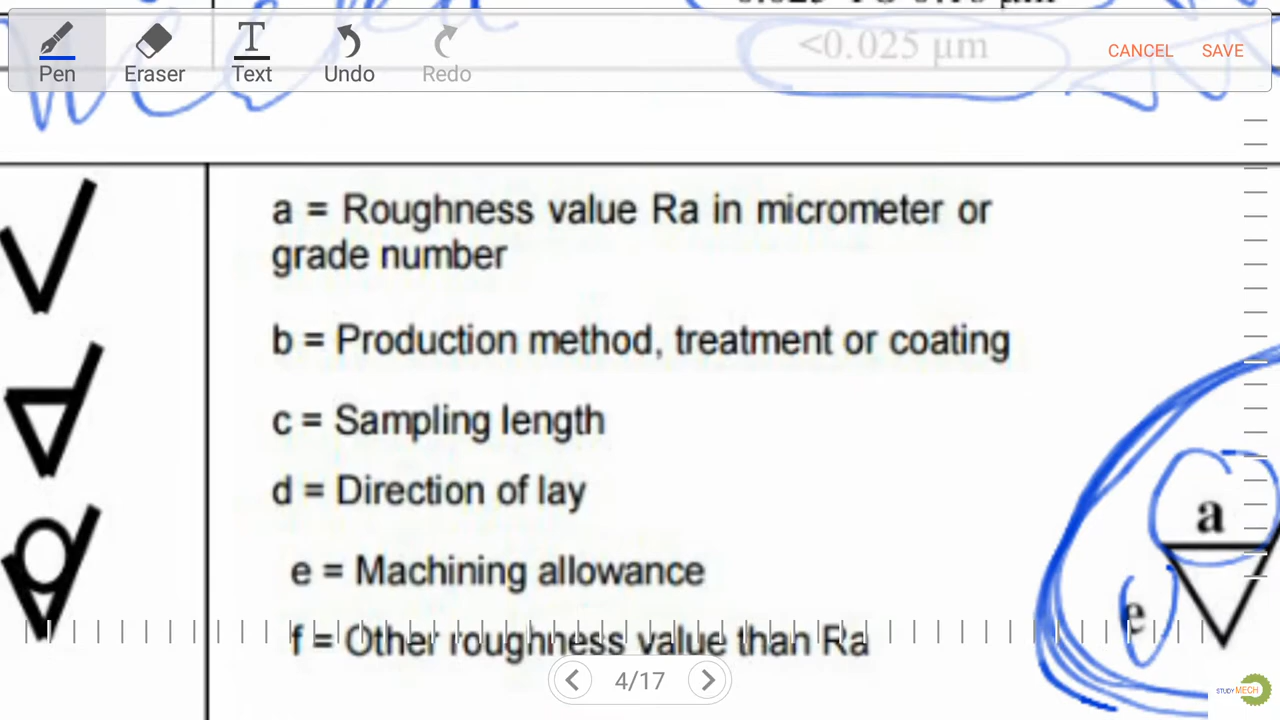 <0.025 µm
CANCEL
SAVE
Pen
Eraser
Text
Undo
Redo
a = Roughness value Ra in micrometer or
grade number
b = Production method, treatment or coating
c = Sampling length
d = Direction of lay
e = Machining allowance
f = Other roughness value than Ra
a
e
4/17
STUDY MECH